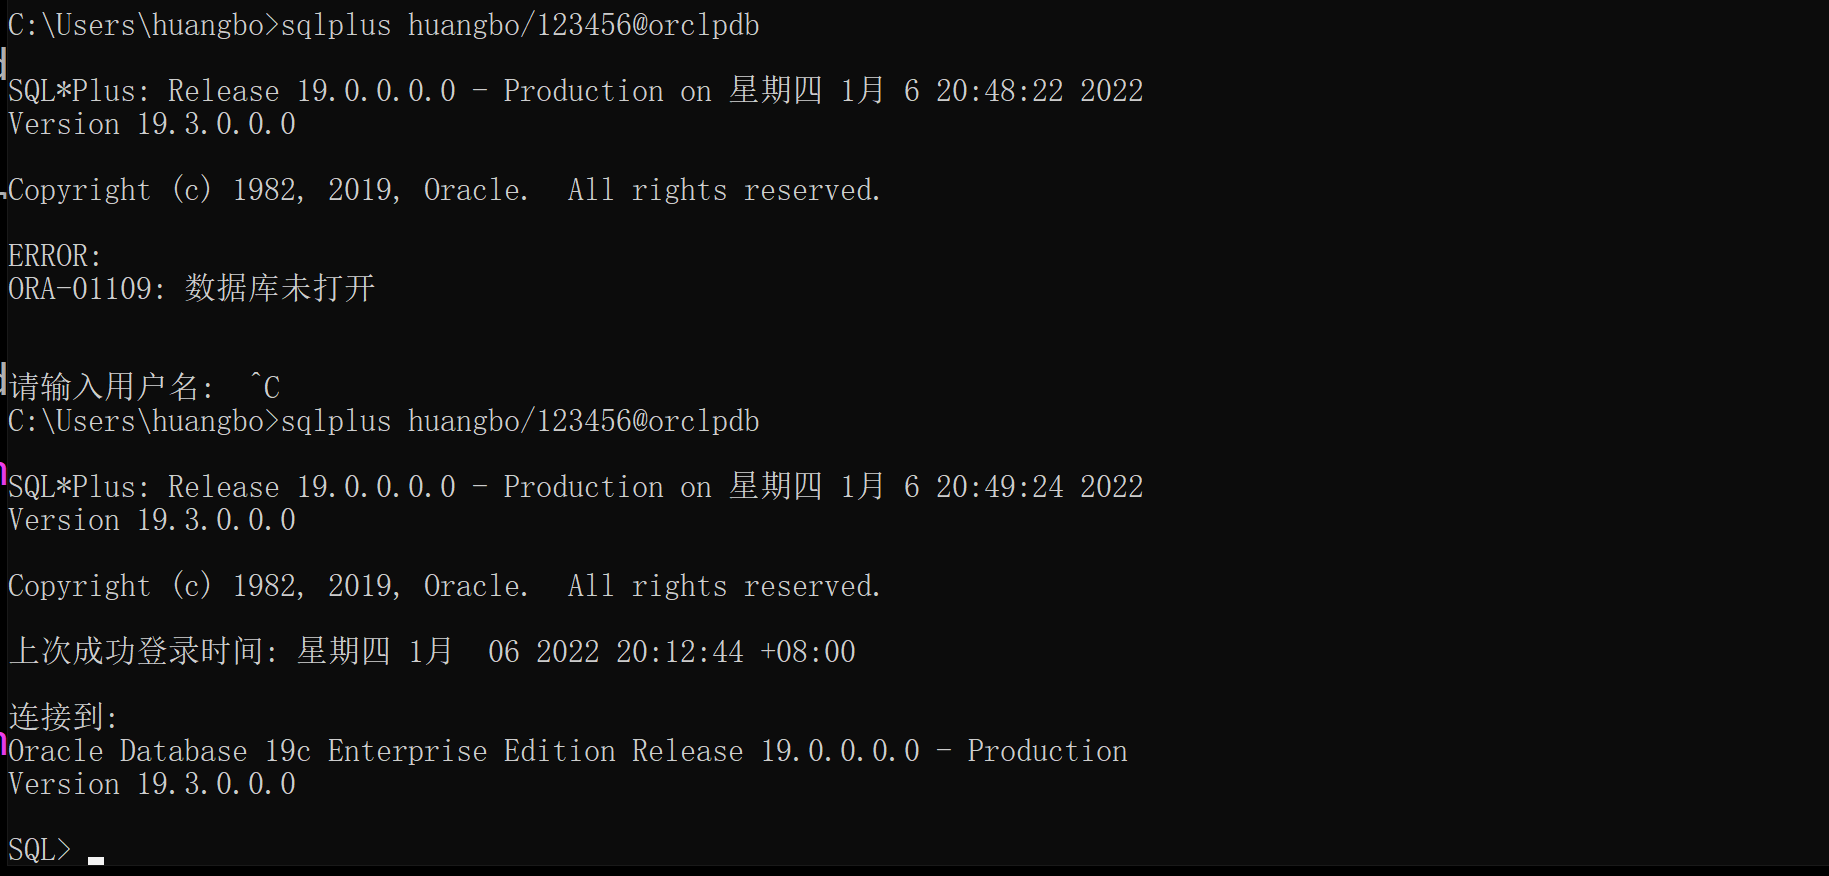 C:\Users\huangbo>sqlplus huangbo/123456@orclpdb
SQL*Plus: Release 19.0.0.0.0 - Production on 星期四 1月 6 20:48:22 2022
Version 19.3.0.0.0
Copyright (c) 1982, 2019, Oracle.  All rights reserved.
ERROR:
ORA-01109: 数据库未打开
请输入用户名:  ^C
C:\Users\huangbo>sqlplus huangbo/123456@orclpdb
SQL*Plus: Release 19.0.0.0.0 - Production on 星期四 1月 6 20:49:24 2022
Version 19.3.0.0.0
Copyright (c) 1982, 2019, Oracle.  All rights reserved.
上次成功登录时间: 星期四 1月  06 2022 20:12:44 +08:00
连接到:
Oracle Database 19c Enterprise Edition Release 19.0.0.0.0 - Production
Version 19.3.0.0.0
SQL>